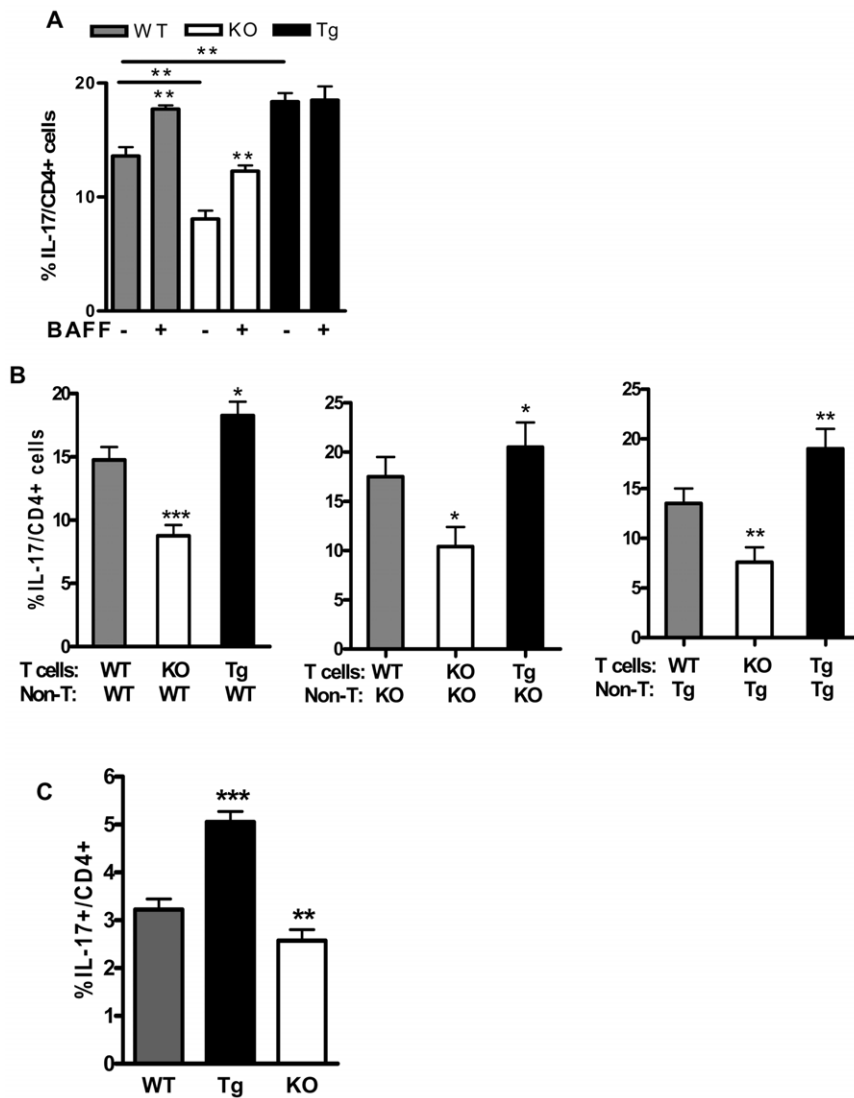 A
WT KO Tg
**
**
** 
**
20
10
0
% IL-17/CD4+ cells
BAFF - + - + - +
B
20
15
10
5
0
%IL-17/CD4+ cells
***
*
T cells: WT KO Tg
Non-T: WT WT WT
25
20
15
10
5
0
*
*
T cells: WT KO Tg
Non-T: KO KO KO
25
20
15
10
5
0
**
**
T cells: WT KO Tg
Non-T: Tg Tg Tg
C
6
5
4
3
2
1
0
%IL-17+/CD4+
***
**
WT Tg KO